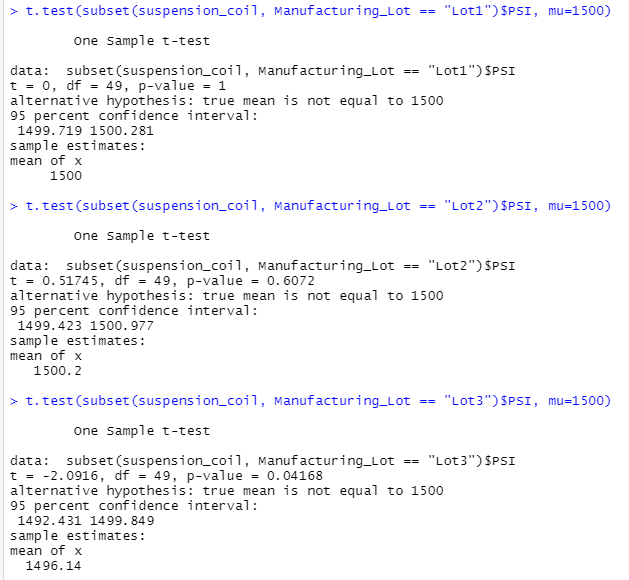 > t.test(subset(suspension_coil, Manufacturing_Lot == "Lot1")$PSI, mu=1500)
One Sample t-test
data:  subset(suspension_coil, Manufacturing_Lot == "Lot1")$PSI
t = 0, df = 49, p-value = 1
alternative hypothesis: true mean is not equal to 1500
95 percent confidence interval:
1499.719 1500.281
sample estimates:
mean of x
1500
> t.test(subset(suspension_coil, Manufacturing_Lot == "Lot2")$PSI, mu=1500)
One Sample t-test
data:  subset(suspension_coil, Manufacturing_Lot == "Lot2")$PSI
t = 0.51745, df = 49, p-value = 0.6072
alternative hypothesis: true mean is not equal to 1500
95 percent confidence interval:
1499.423 1500.977
sample estimates:
mean of x
1500.2
> t.test(subset(suspension_coil, Manufacturing_Lot == "Lot3")$PSI, mu=1500)
One Sample t-test
data:  subset(suspension_coil, Manufacturing_Lot == "Lot3")$PSI
t = -2.0916, df = 49, p-value = 0.04168
alternative hypothesis: true mean is not equal to 1500
95 percent confidence interval:
1492.431 1499.849
sample estimates:
mean of x
1496.14